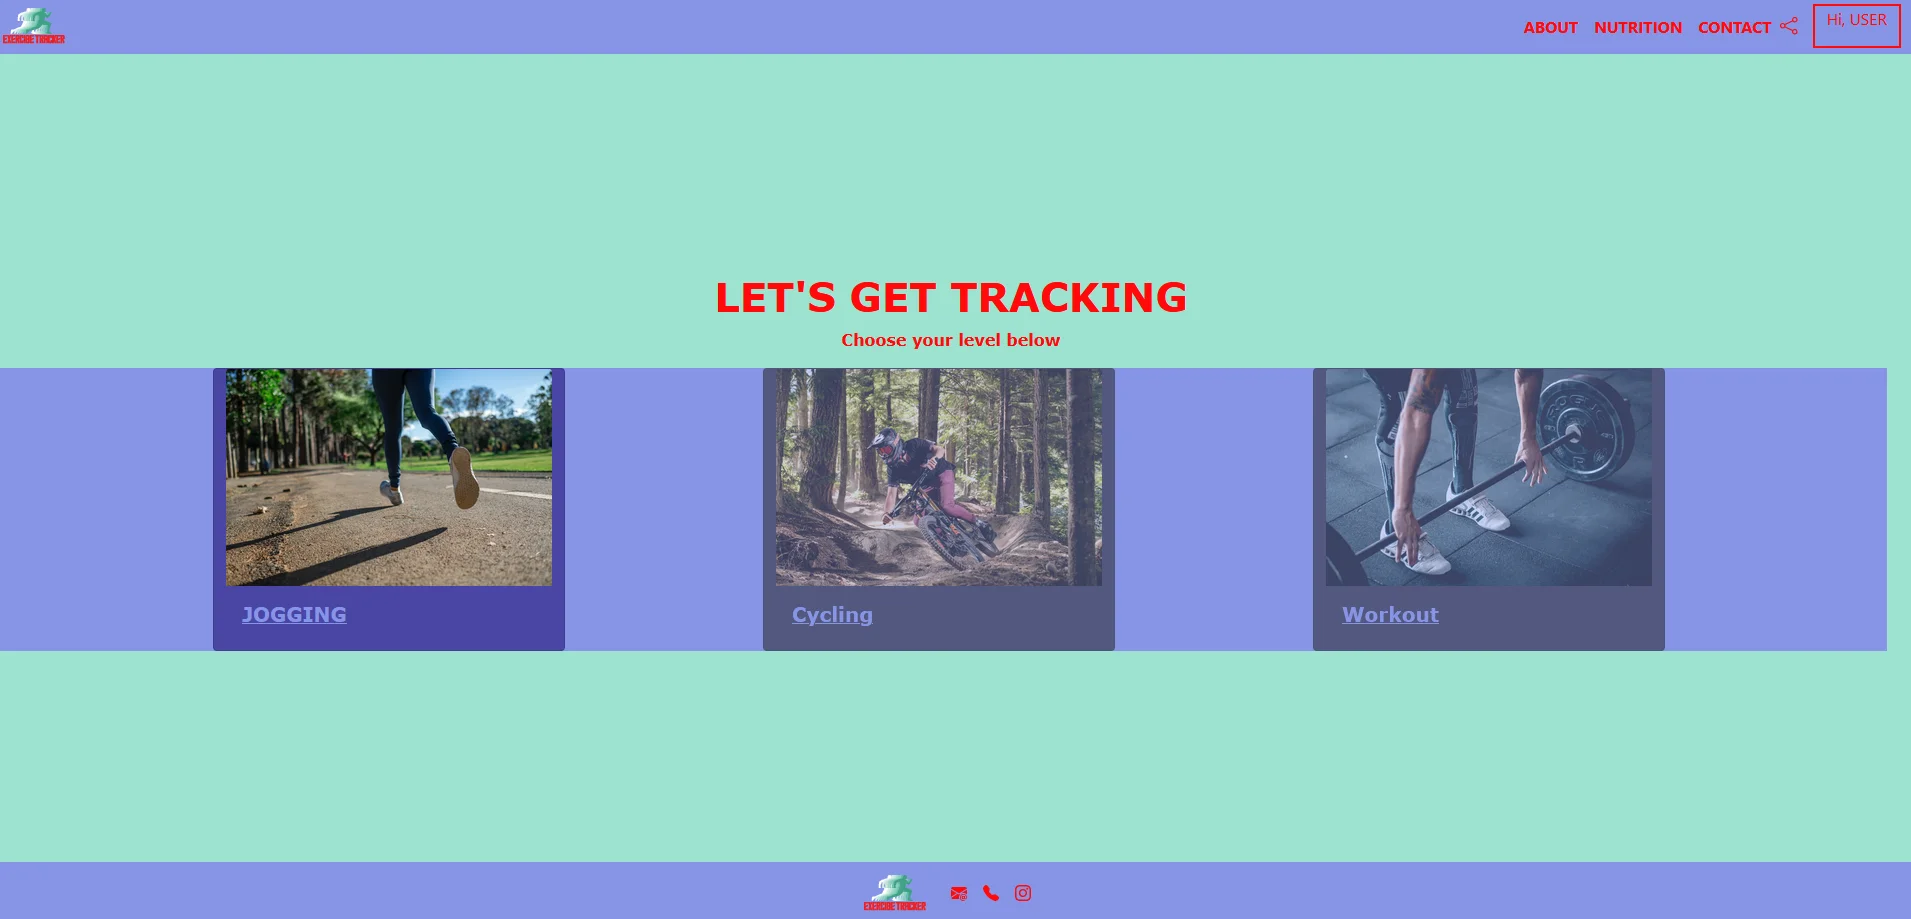 EXERCISE TRACKER
ABOUT NUTRITION CONTACT Hi, USER
LET'S GET TRACKING
Choose your level below
JOGGING
Cycling
Workout
EXERCISE TRACKER